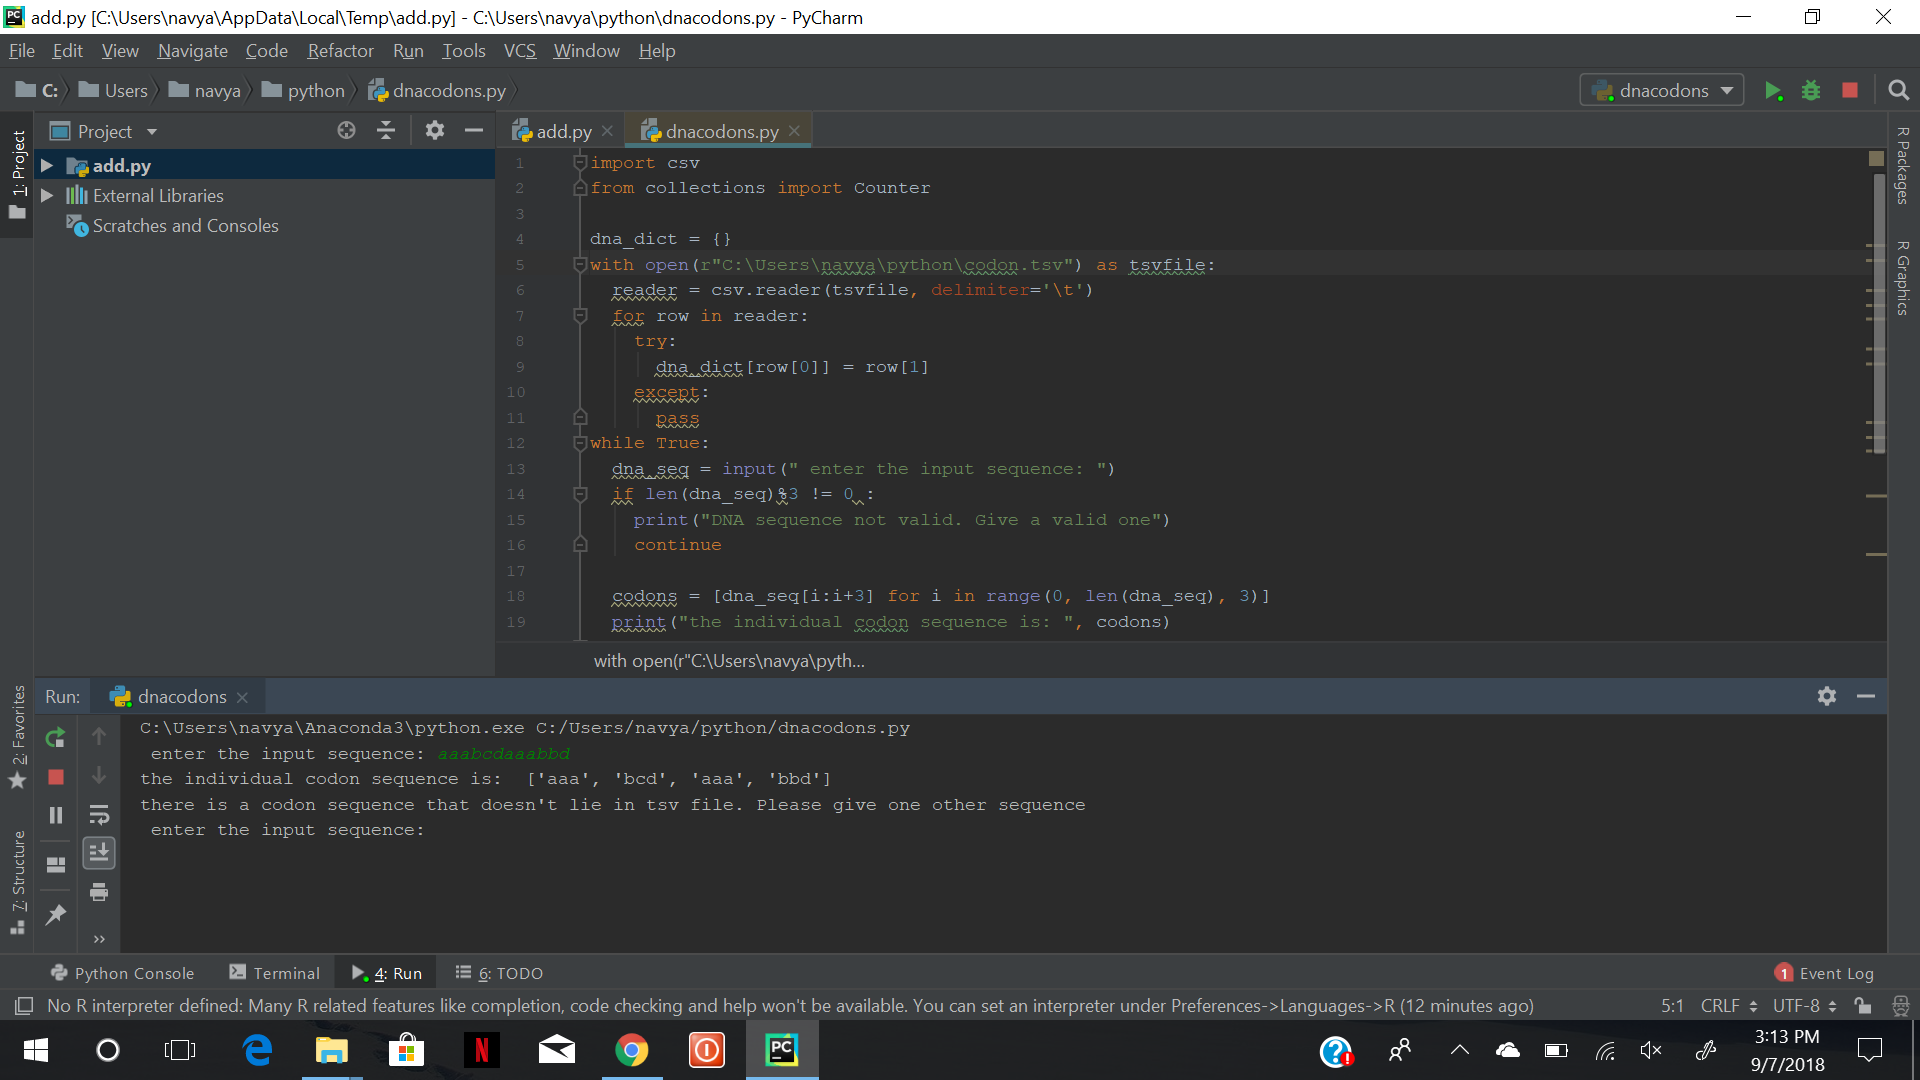 add.py [C:\Users\navya\AppData\Local\Temp\add.py] - C:\Users\navya\python\dnacodons.py - PyCharm
File Edit View Navigate Code Refactor Run Tools VCS Window Help
C: Users navya python dnacodons.py dnacodons
1: Project
Project
add.py
External Libraries
Scratches and Consoles
add.py dnacodons.py
1 import csv
2 from collections import Counter
3
4 dna_dict = {}
5 with open(r"C:\Users\navya\python\codon.tsv") as tsvfile:
6 reader = csv.reader(tsvfile, delimiter='\t')
7 for row in reader:
8 try:
9 dna_dict[row[0]] = row[1]
10 except:
11 pass
12 while True:
13 dna_seq = input(" enter the input sequence: ")
14 if len(dna_seq)%3 != 0 :
15 print("DNA sequence not valid. Give a valid one")
16 continue
17
18 codons = [dna_seq[i:i+3] for i in range(0, len(dna_seq), 3)]
19 print("the individual codon sequence is: ", codons)
with open(r"C:\Users\navya\pyth...
R Packages
R Graphics
Run: dnacodons
2: Favorites
7: Structure
C:\Users\navya\Anaconda3\python.exe C:/Users/navya/python/dnacodons.py
enter the input sequence: aaabcdaaabbd
the individual codon sequence is: ['aaa', 'bcd', 'aaa', 'bbd']
there is a codon sequence that doesn't lie in tsv file. Please give one other sequence
enter the input sequence:
Python Console Terminal 4: Run 6: TODO 1 Event Log
No R interpreter defined: Many R related features like completion, code checking and help won't be available. You can set an interpreter under Preferences->Languages->R (12 minutes ago) 5:1 CRLF UTF-8
3:13 PM
9/7/2018